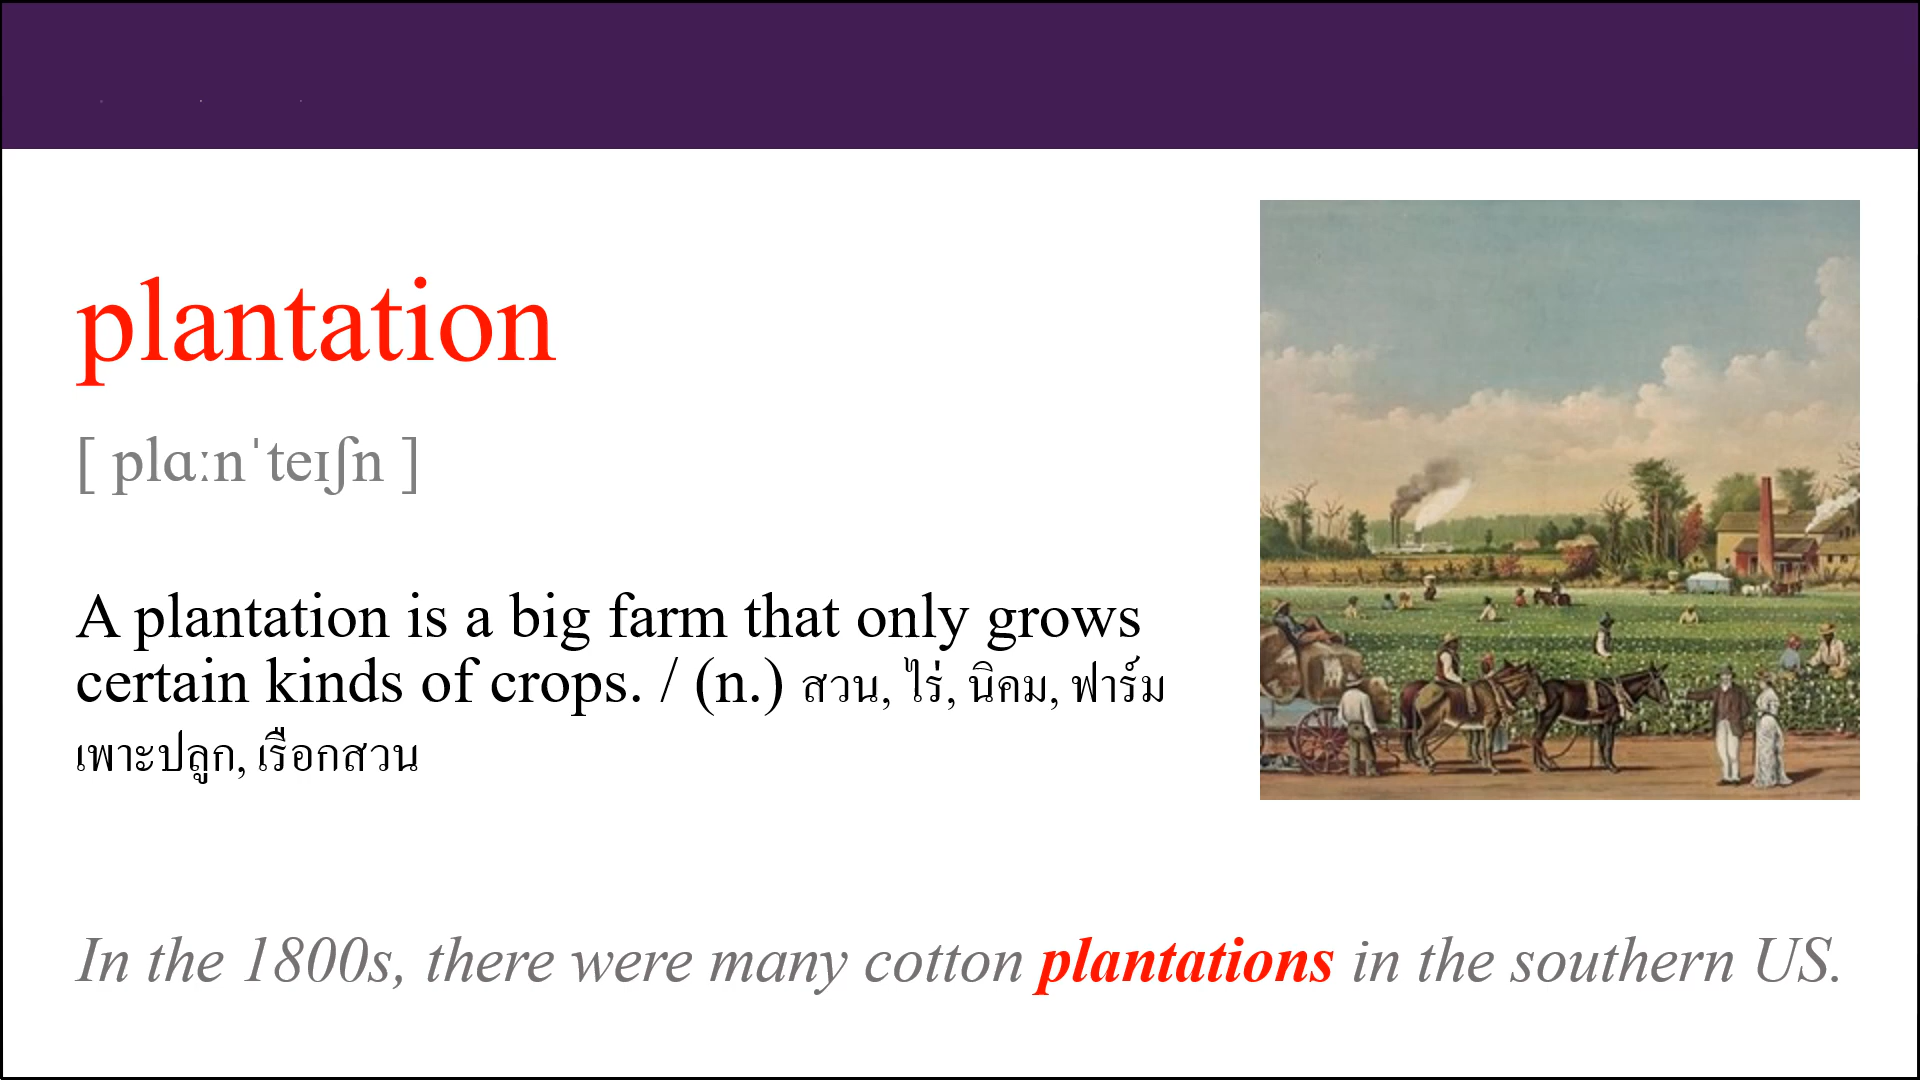 plantation
[ plɑːnˈteɪʃn ]
A plantation is a big farm that only grows
certain kinds of crops. / (n.) สวน, ไร่, นิคม, ฟาร์ม
เพาะปลูก, เรือกสวน
In the 1800s, there were many cotton plantations in the southern US.